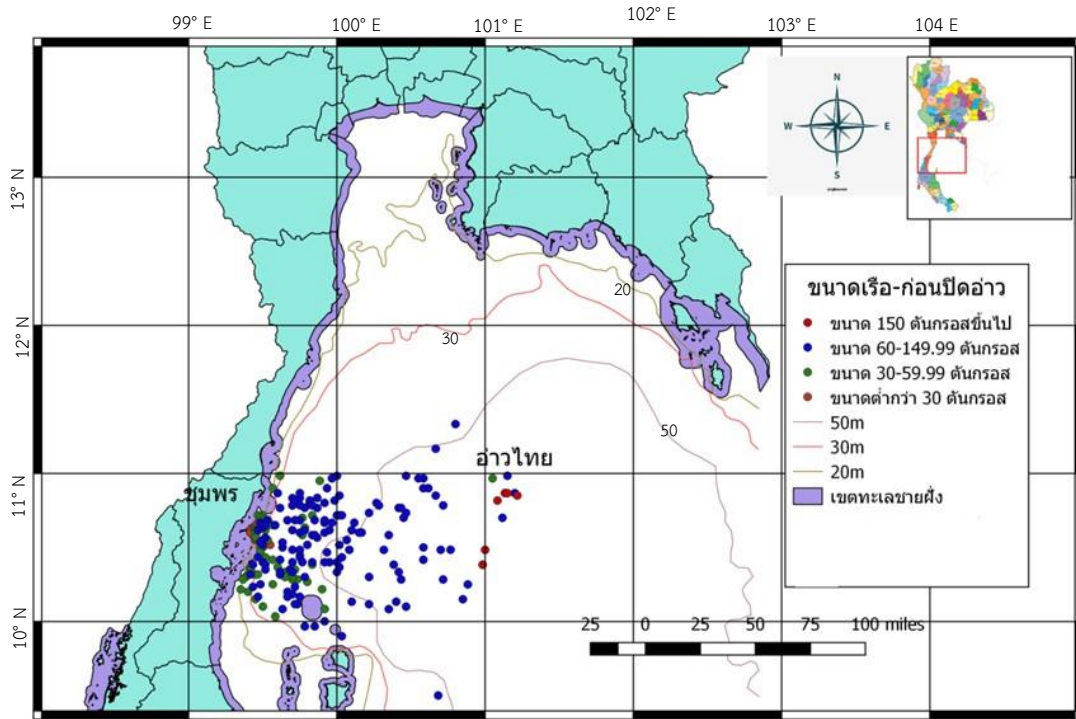 99° E
100° E
101° E
102° E
103° E
104° E
N
W
E
S
13° N
12° N
11° N
10° N
20
30
50
อ่าวไทย
ชุมพร
ขนาดเรือ-ก่อนปิดอ่าว
ขนาด 150 ตันกรอสขึ้นไป
ขนาด 60-149.99 ตันกรอส
ขนาด 30-59.99 ตันกรอส
ขนาดต่ำกว่า 30 ตันกรอส
50m
30m
20m
เขตทะเลชายฝั่ง
25 0 25 50 75 100 miles